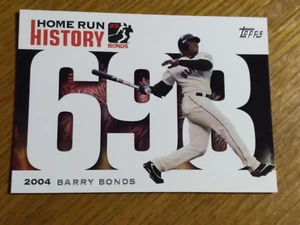 HOME RUN
HISTORY
BONDS
Topps
698
2004 BARRY BONDS